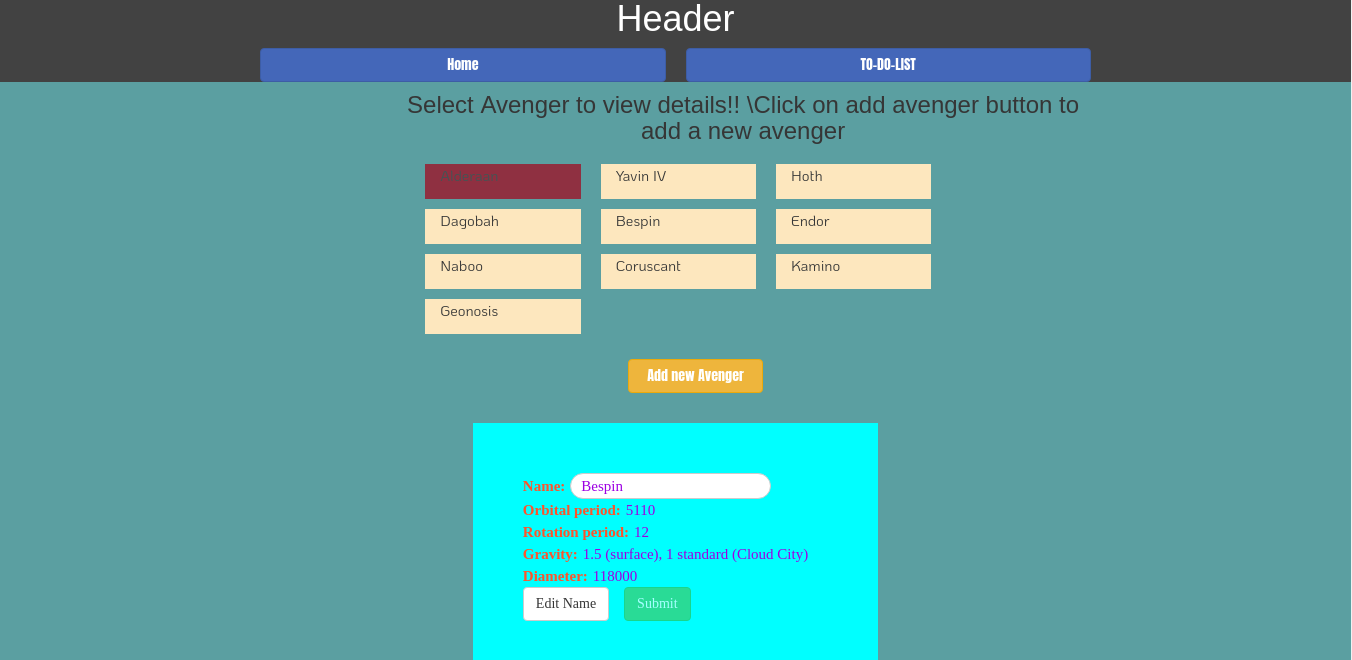 Header
Home
TO-DO-LIST
Select Avenger to view details!! \Click on add avenger button to
add a new avenger
Yavin IV
Hoth
Dagobah
Bespin
Endor
Naboo
Coruscant
Kamino
Geonosis
Add new Avenger
Name: Bespin
Orbital period: 5110
Rotation period: 12
Gravity: 1.5 (surface), 1 standard (Cloud City)
Diameter: 118000
Edit Name
Submit